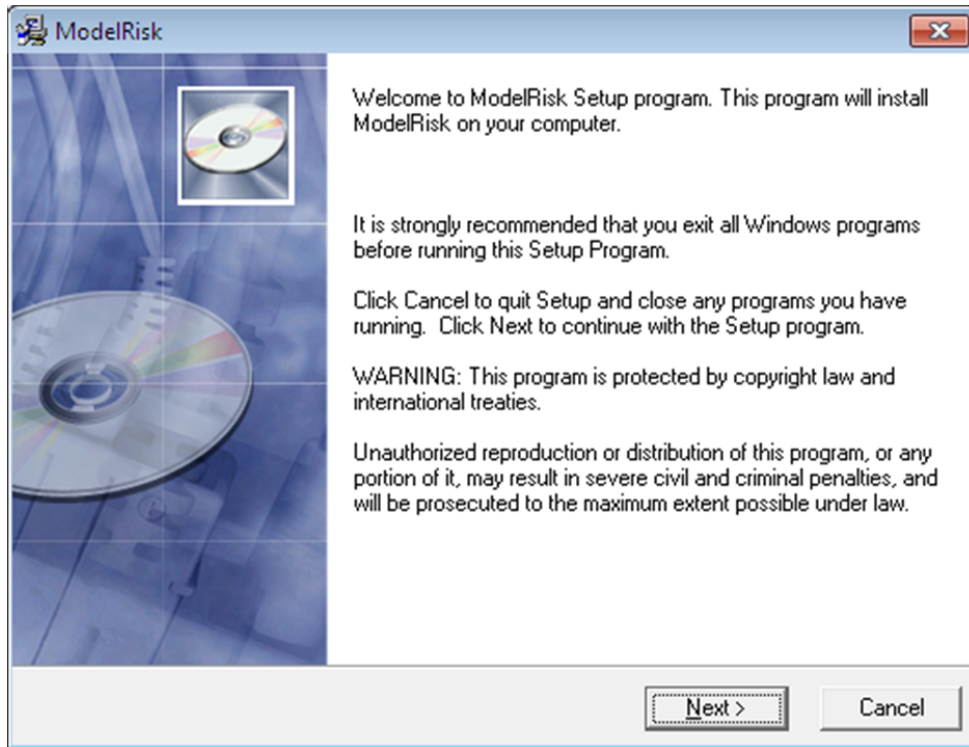 ModelRisk
Welcome to ModelRisk Setup program. This program will install
ModelRisk on your computer.
It is strongly recommended that you exit all Windows programs
before running this Setup Program.
Click Cancel to quit Setup and close any programs you have
running.  Click Next to continue with the Setup program.
WARNING: This program is protected by copyright law and
international treaties.
Unauthorized reproduction or distribution of this program, or any
portion of it, may result in severe civil and criminal penalties, and
will be prosecuted to the maximum extent possible under law.
Next >
Cancel